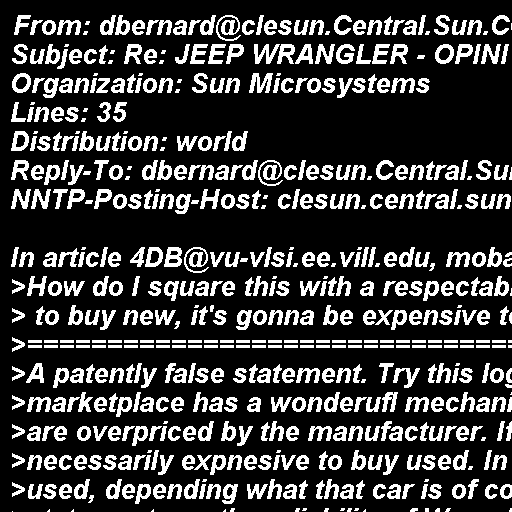 From: dbernard@clesun.Central.Sun.C
Subject: Re: JEEP WRANGLER - OPINI
Organization: Sun Microsystems
Lines: 35
Distribution: world
Reply-To: dbernard@clesun.Central.Su
NNTP-Posting-Host: clesun.central.sun
In article 4DB@vu-vlsi.ee.vill.edu, moba
>How do I square this with a respectab
> to buy new, it's gonna be expensive t
>===============================
>A patently false statement. Try this log
>marketplace has a wonderufl mechani
>are overpriced by the manufacturer. If
>necessarily expnesive to buy used. In
>used, depending what that car is of co